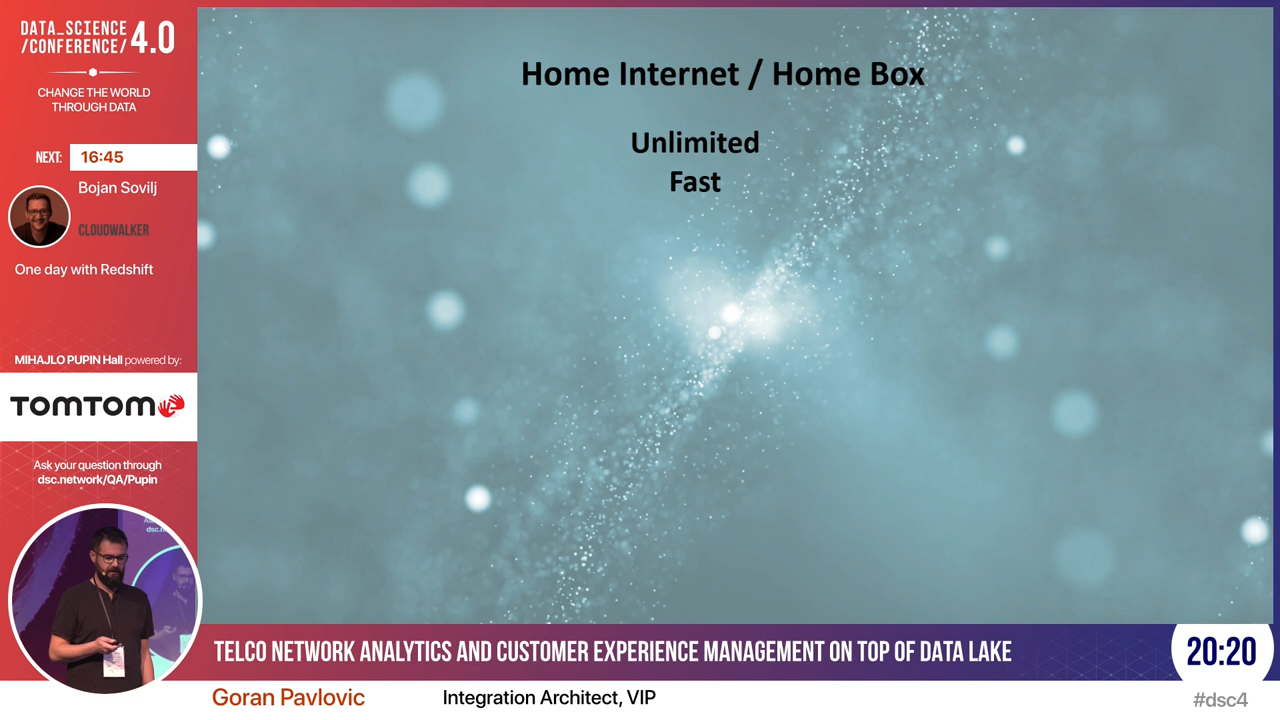 DATA_SCIENCE
/CONFERENCE/ 4.0
CHANGE THE WORLD
THROUGH DATA
NEXT: 16:45
Bojan Sovilj
CLOUDWALKER
One day with Redshift
MIHAJLO PUPIN Hall powered by:
TOMTOM
Ask your question through
dsc.network/QA/Pupin
Home Internet / Home Box
Unlimited
Fast
TELCO NETWORK ANALYTICS AND CUSTOMER EXPERIENCE MANAGEMENT ON TOP OF DATA LAKE
20:20
Goran Pavlovic
Integration Architect, VIP
#dsc4